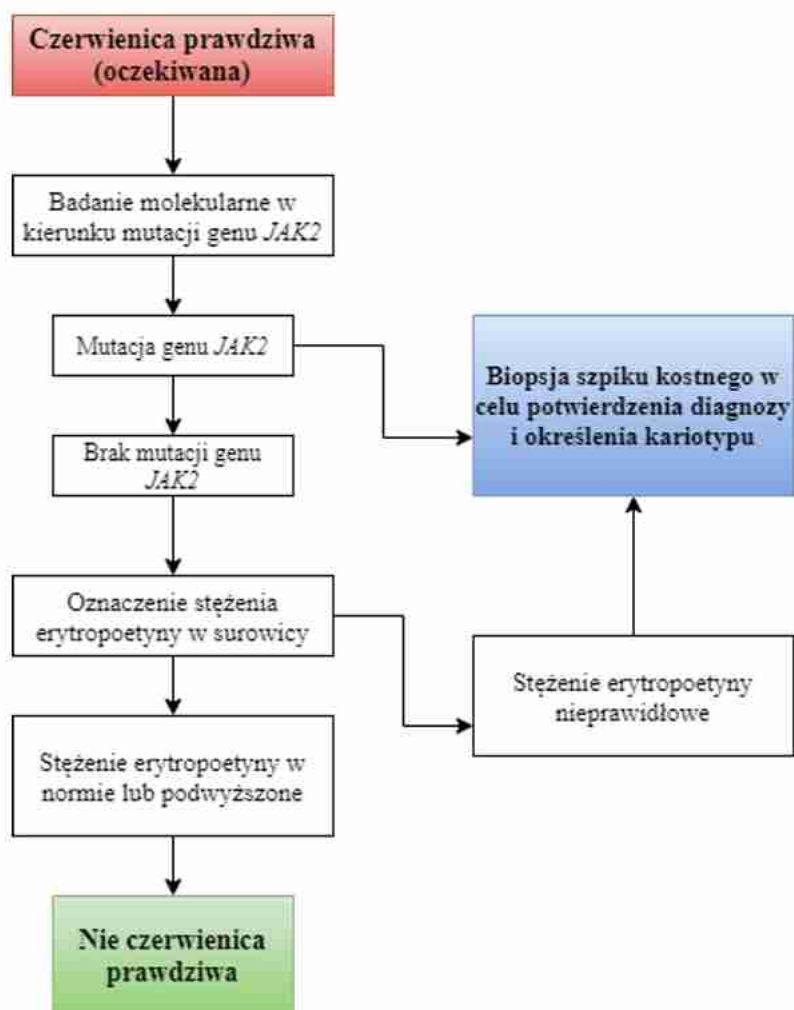 Czerwienica prawdziwa
(oczekiwana)
Badanie molekularne w
kierunku mutacji genu JAK2
Mutacja genu JAK2
Biopsja szpiku kostnego w
celu potwierdzenia diagnozy
i określenia kariotypu
Brak mutacji genu
JAK2
Oznaczenie stężenia
erytropoetyny w surowicy
Stężenie erytropoetyny
nieprawidłowe
Stężenie erytropoetyny w
normie lub podwyższone
Nie czerwienica
prawdziwa